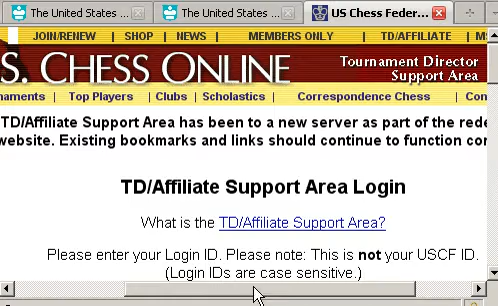 The United States ...
The United States ...
US Chess Feder...
JOIN/RENEW | SHOP | NEWS | MEMBERS ONLY | TD/AFFILIATE | MS
S. CHESS ONLINE
Tournament Director
Support Area
naments | Top Players | Clubs | Scholastics | Correspondence Chess | Con
TD/Affiliate Support Area has been to a new server as part of the rede
website. Existing bookmarks and links should continue to function cor
TD/Affiliate Support Area Login
What is the TD/Affiliate Support Area?
Please enter your Login ID. Please note: This is not your USCF ID.
(Login IDs are case sensitive.)